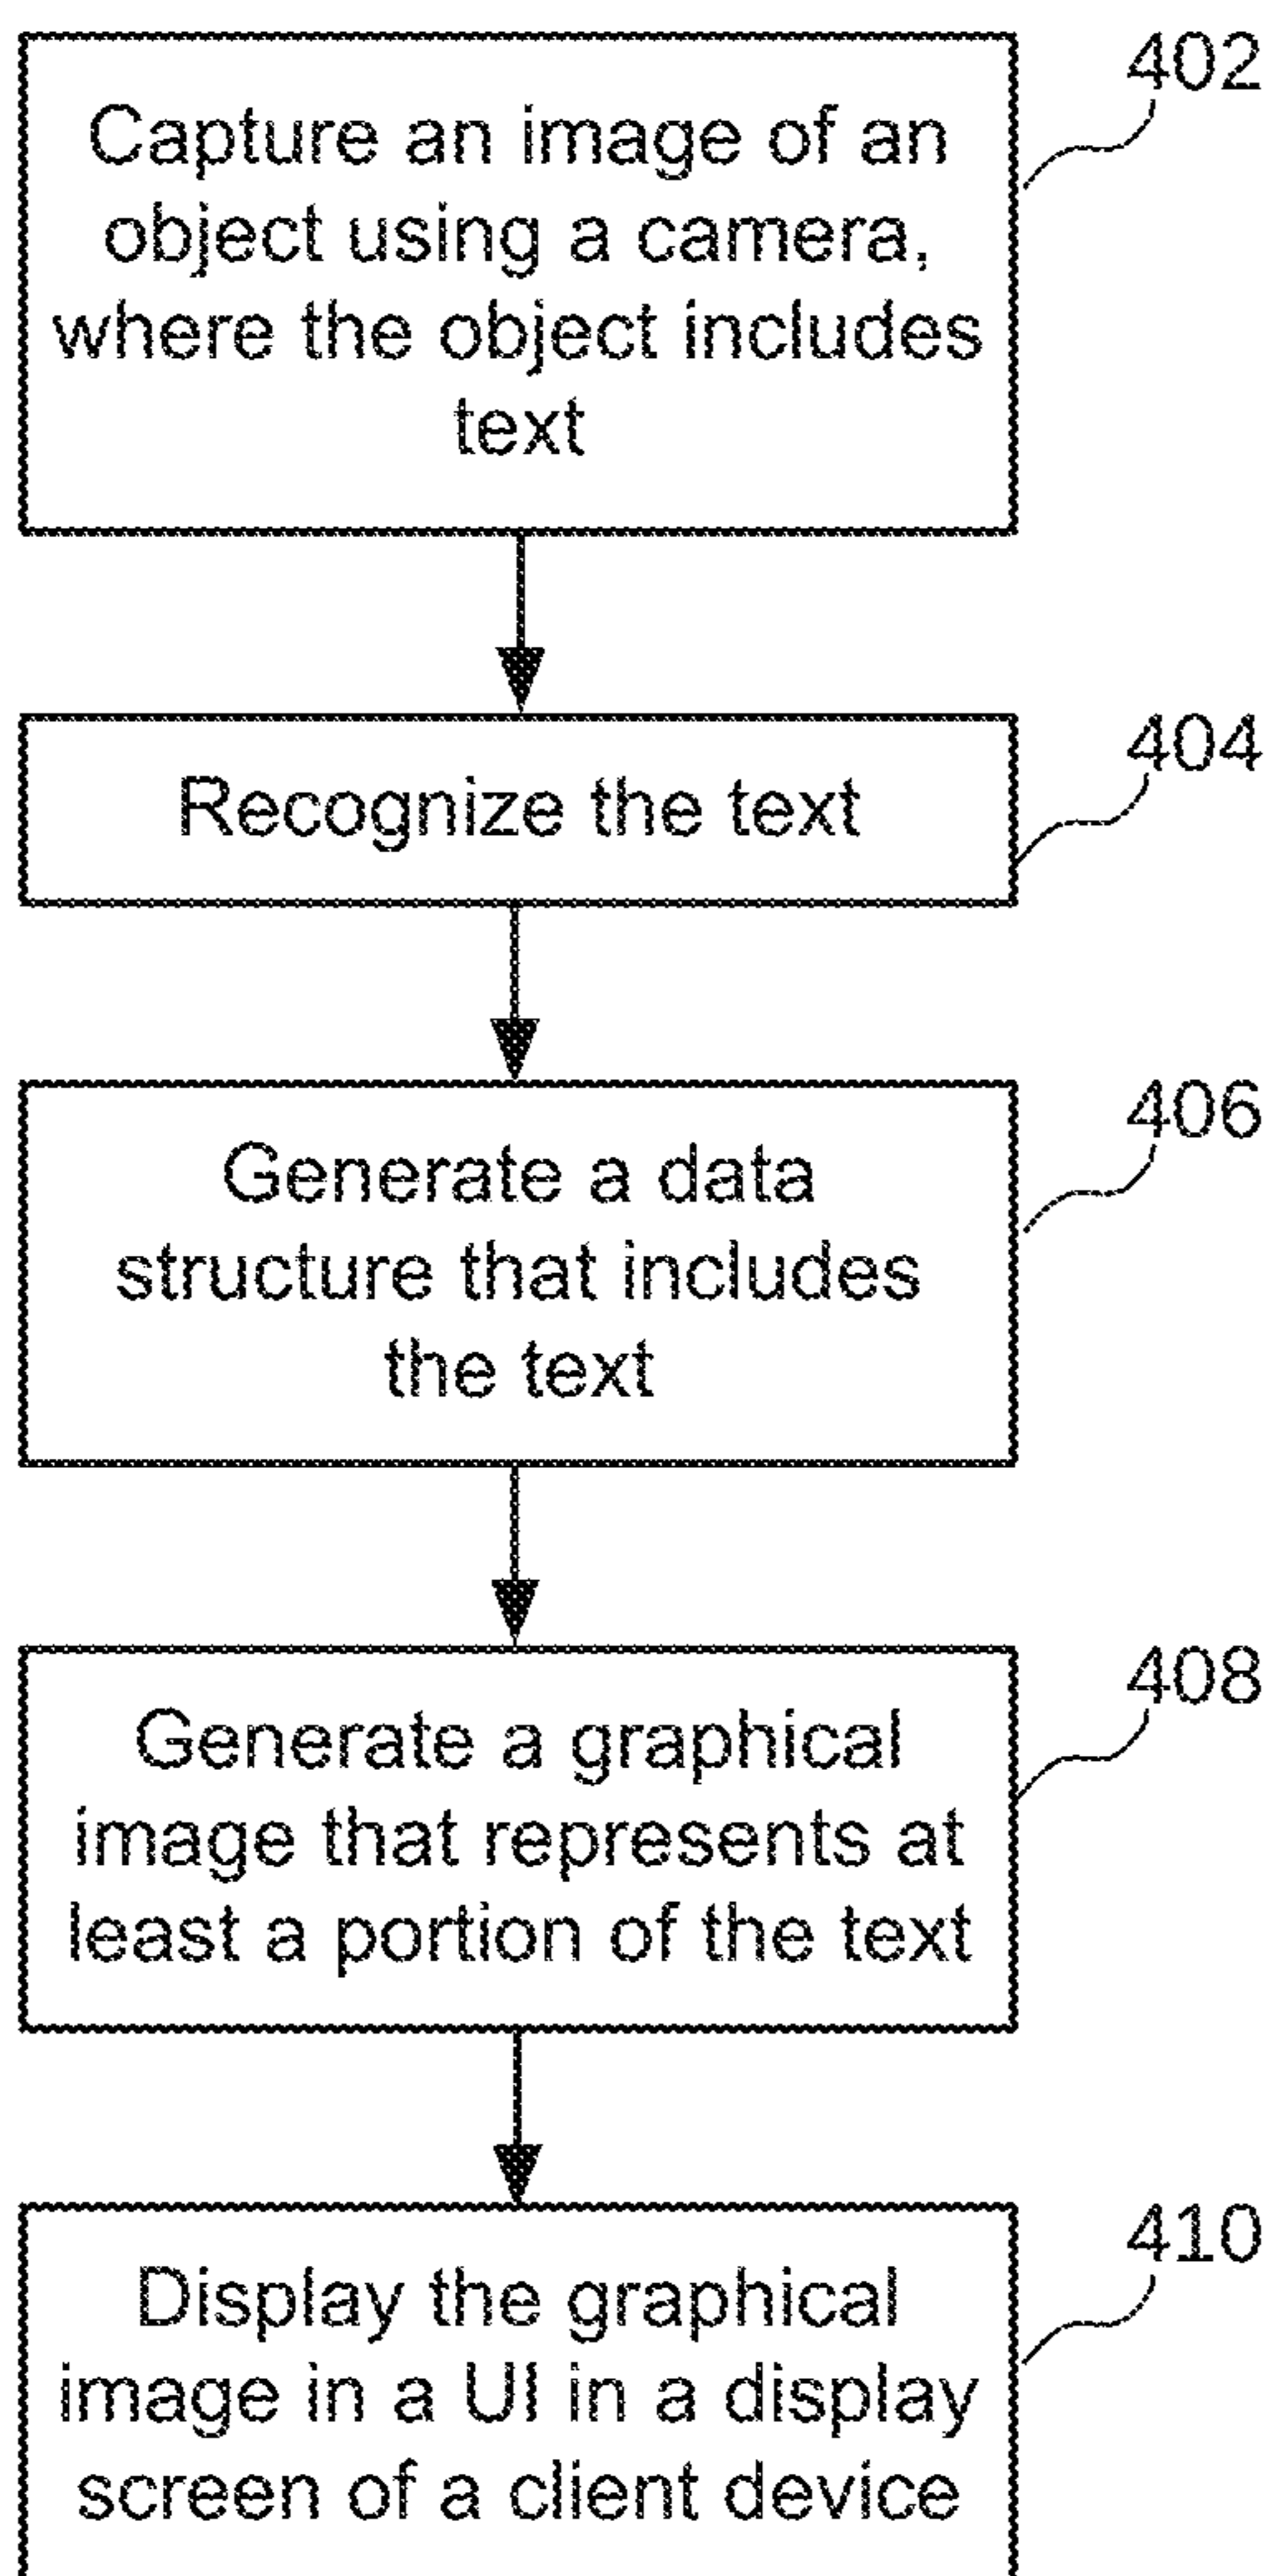 402
Capture an image of an
object using a camera,
where the object includes
text
404
Recognize the text
406
Generate a data
structure that includes
the text
408
Generate a graphical
image that represents at
least a portion of the text
410
Display the graphical
image in a UI in a display
screen of a client device